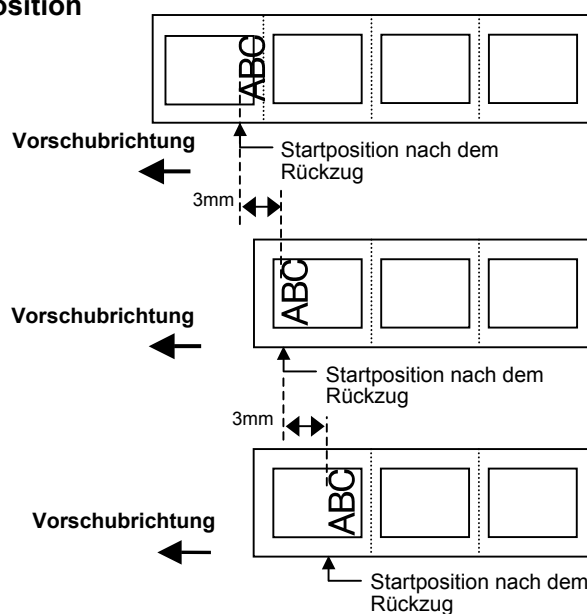 osition
ABC
Vorschubrichtung
Startposition nach dem
Rückzug
3mm
ABC
Vorschubrichtung
Startposition nach dem
Rückzug
3mm
ABC
Vorschubrichtung
Startposition nach dem
Rückzug